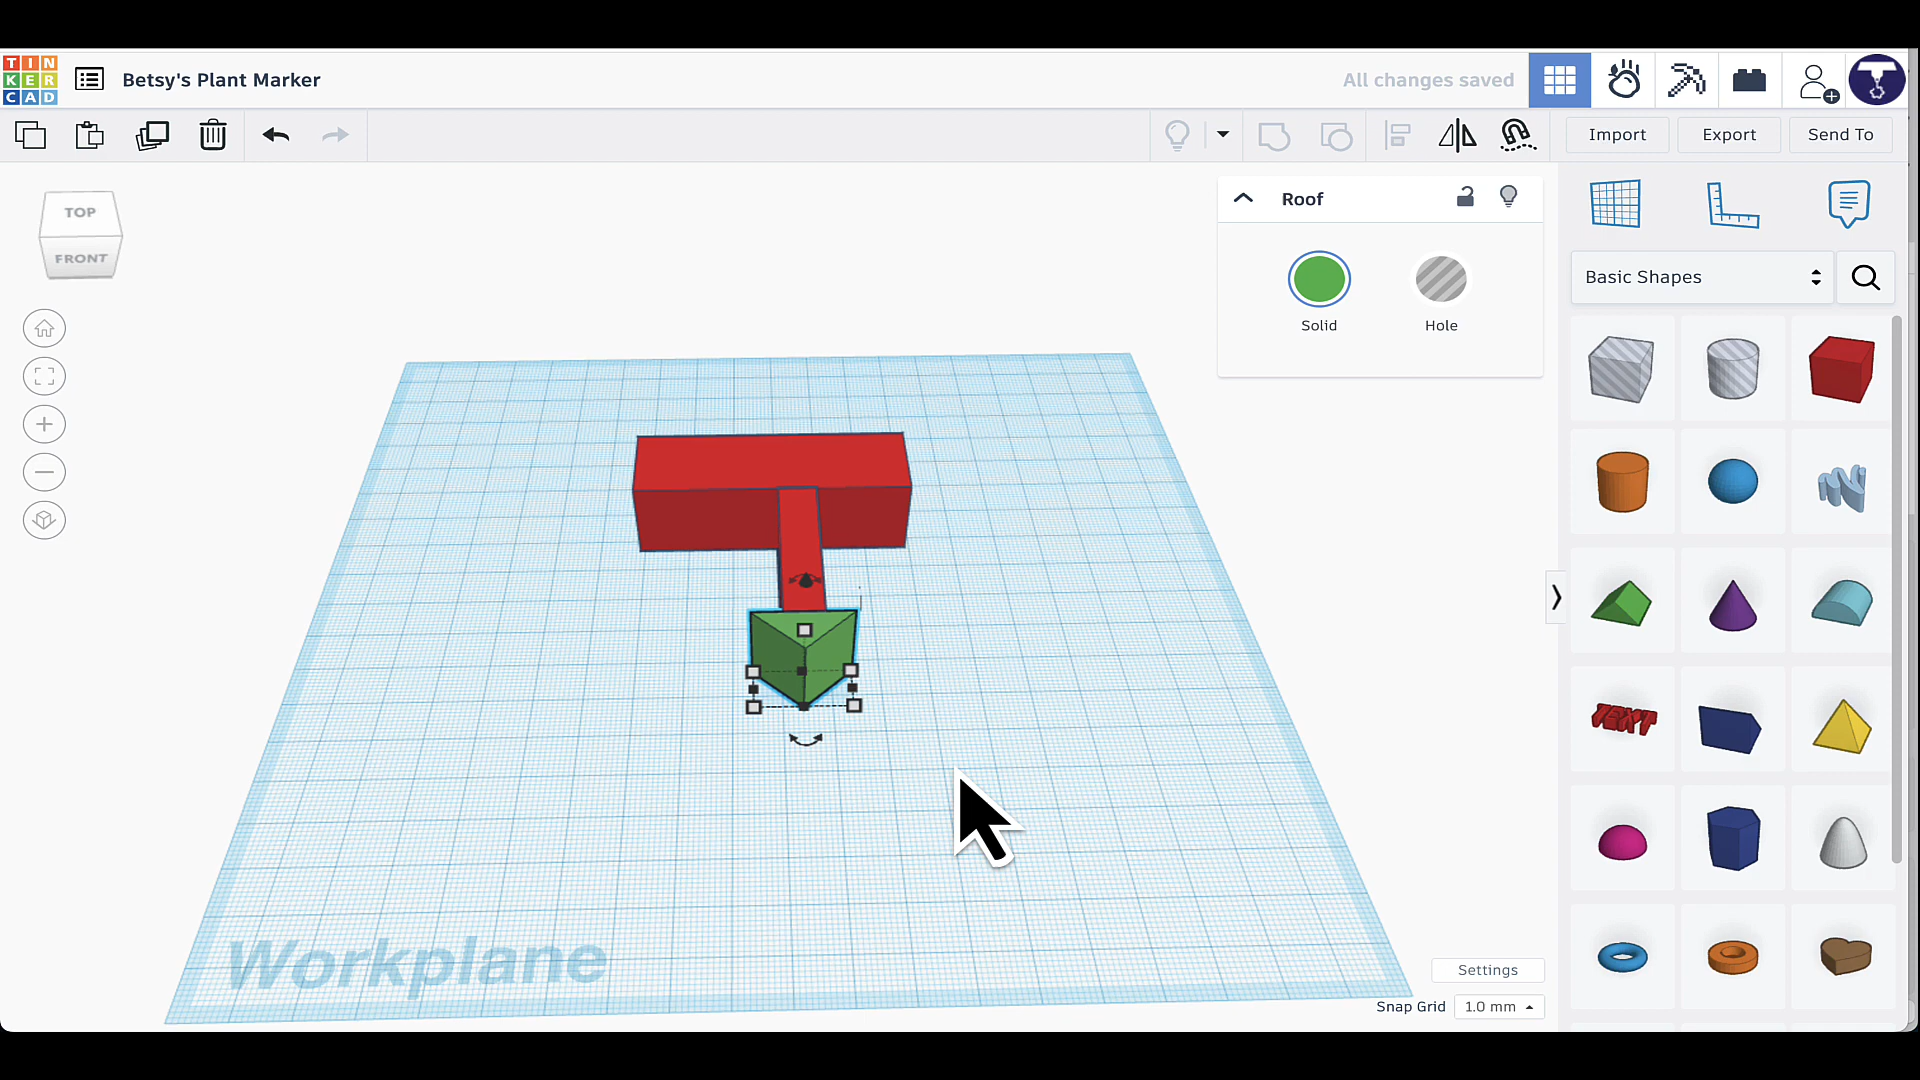 TIN
KER
CAD
Betsy's Plant Marker
All changes saved
Import
Export
Send To
TOP
FRONT
Roof
Solid
Hole
Basic Shapes
TEXT
Workplane
Settings
Snap Grid
1.0 mm